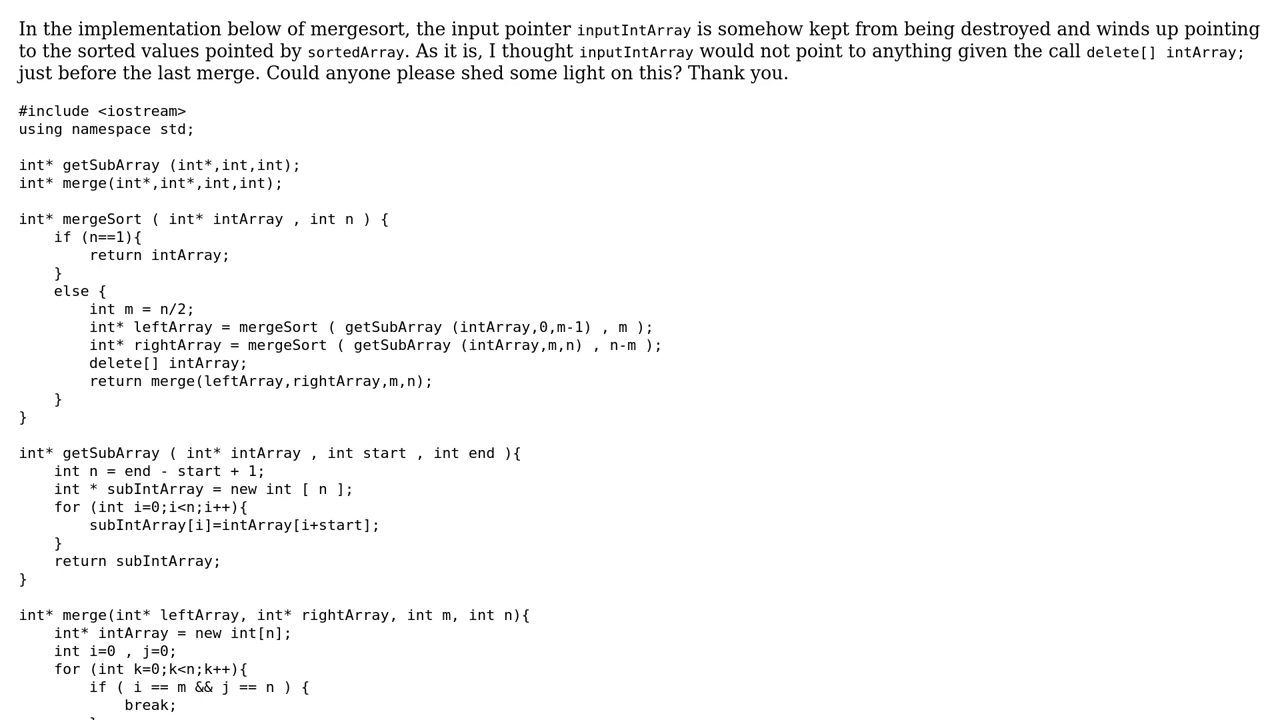 In the implementation below of mergesort, the input pointer inputIntArray is somehow kept from being destroyed and winds up pointing
to the sorted values pointed by sortedArray. As it is, I thought inputIntArray would not point to anything given the call delete[] intArray;
just before the last merge. Could anyone please shed some light on this? Thank you.

#include <iostream>
using namespace std;

int* getSubArray (int*,int,int);
int* merge(int*,int*,int,int);

int* mergeSort ( int* intArray , int n ) {
    if (n==1){
        return intArray;
    }
    else {
        int m = n/2;
        int* leftArray = mergeSort ( getSubArray (intArray,0,m-1) , m );
        int* rightArray = mergeSort ( getSubArray (intArray,m,n) , n-m );
        delete[] intArray;
        return merge(leftArray,rightArray,m,n);
    }
}

int* getSubArray ( int* intArray , int start , int end ){
    int n = end - start + 1;
    int * subIntArray = new int [ n ];
    for (int i=0;i<n;i++){
        subIntArray[i]=intArray[i+start];
    }
    return subIntArray;
}

int* merge(int* leftArray, int* rightArray, int m, int n){
    int* intArray = new int[n];
    int i=0 , j=0;
    for (int k=0;k<n;k++){
        if ( i == m && j == n ) {
            break;